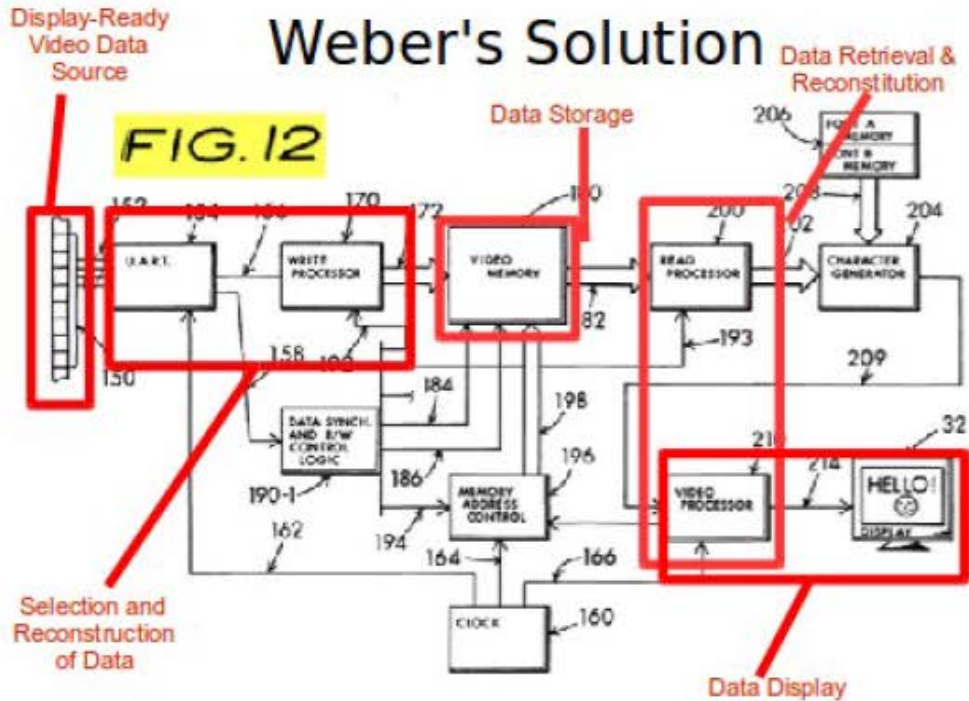 Display-Ready
Video Data
Source
Weber's Solution
Data Retrieval &
Reconstitution
Data Storage
FIG. 12
206
MEMORY
MEMORY
152
170
172
200
204
U.A.R.T.
WRITE
PROCESSOR
VIDEO
MEMORY
READ
PROCESSOR
CHARACTER
GENERATOR
150
158
193
209
184
198
DATA SYNCH.
AND R/W
CONTROL
LOGIC
186
196
32
190-1
194
MEMORY
ADDRESS
CONTROL
VIDEO
PROCESSOR
214
HELLO
DISPLAY
162
164
166
Selection and
Reconstruction
of Data
CLOCK
160
Data Display